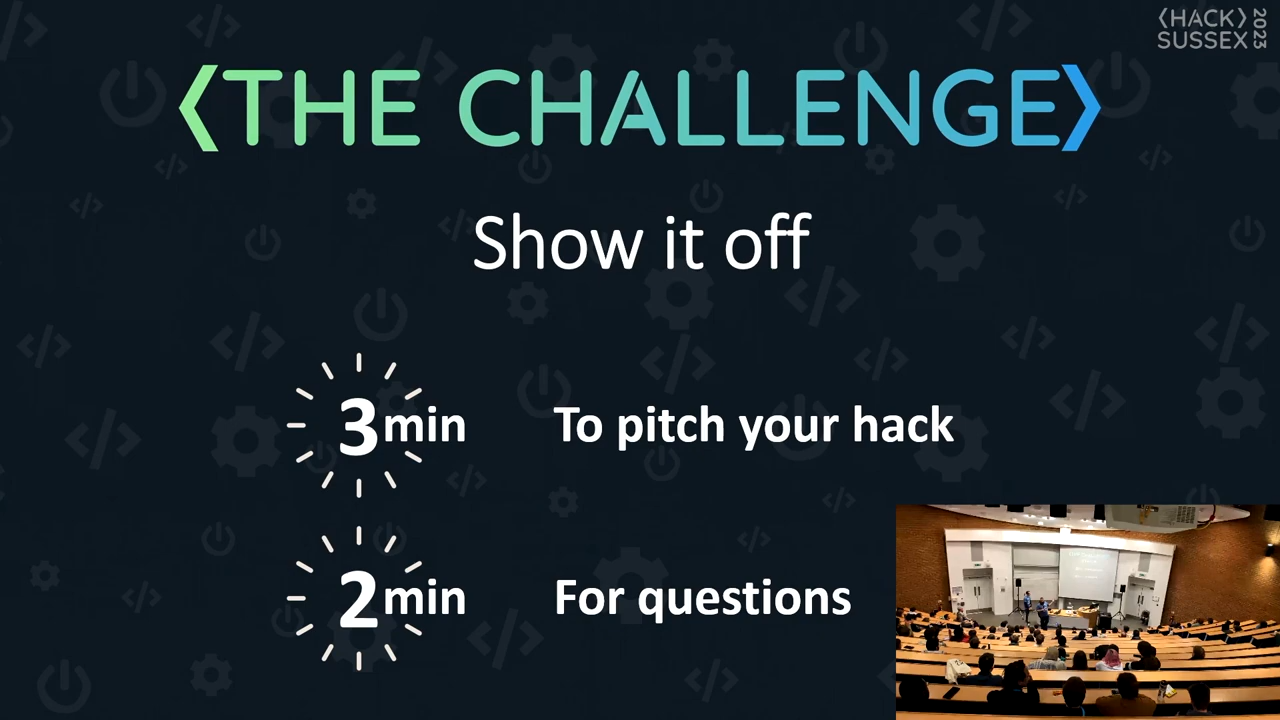 ⟨HACK⟩
SUSSEX
2023
⟨THE CHALLENGE⟩
Show it off
3min To pitch your hack
2min For questions